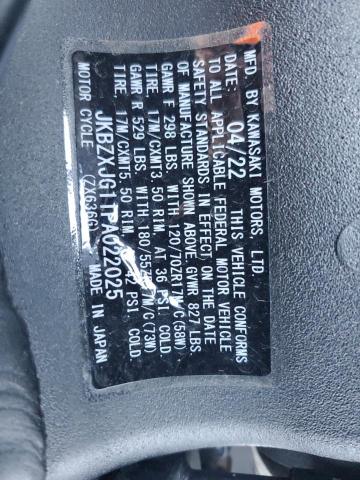 MFD. BY KAWASAKI MOTORS, LTD.
DATE: 04/22 THIS VEHICLE CONFORMS
TO ALL APPLICABLE FEDERAL MOTOR VEHICLE
SAFETY STANDARDS IN EFFECT ON THE DATE
OF MANUFACTURE SHOWN ABOVE. GVWR 827 LBS.
GAWR F 298 LBS. WITH 120/70ZR17M/C(58W)
TIRE, 17M/CXMT3.50 RIM, AT 36 PSI. COLD.
GAWR R 529 LBS. WITH 180/55ZR17M/C(73W)
TIRE, 17M/CXMT5.50 RIM, 42 PSI. COLD.
JKBZXJG11PA022025
MOTOR CYCLE (ZX636G) MADE IN JAPAN